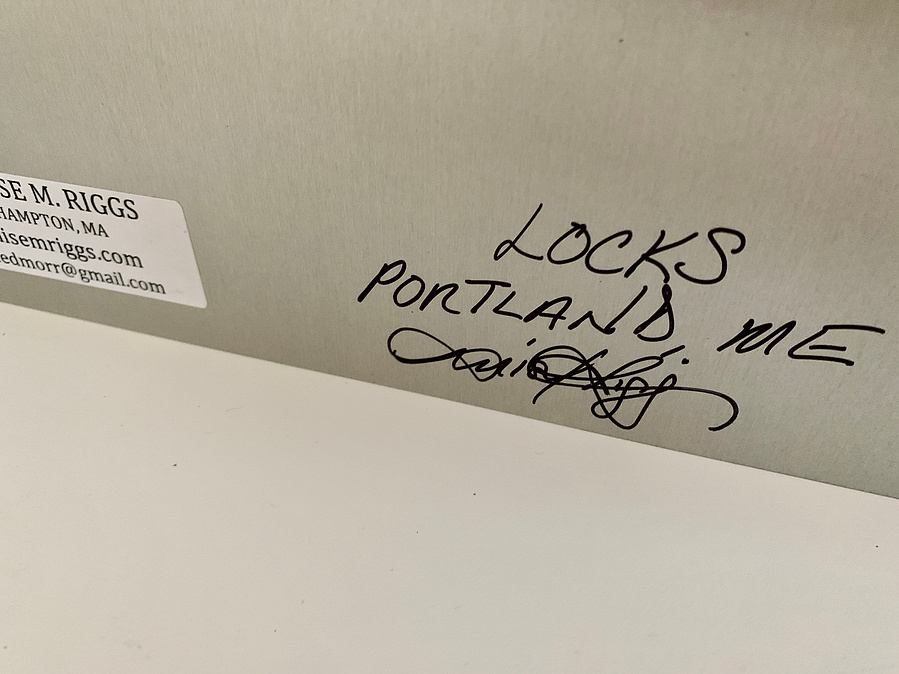 SE M. RIGGS
HAMPTON, MA
isemriggs.com
edmorr@gmail.com
LOCKS
PORTLAND, ME